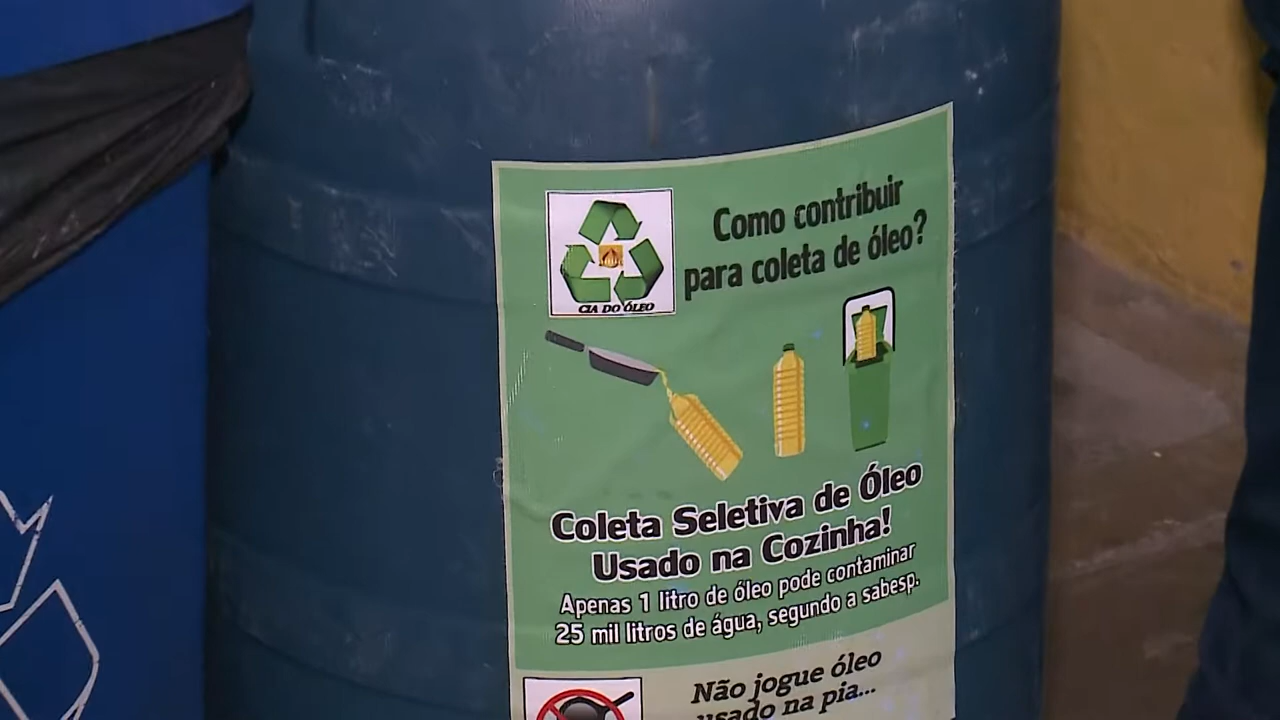 CIA DO ÓLEO
Como contribuir
para coleta de óleo?
Coleta Seletiva de Óleo
Usado na Cozinha!
Apenas 1 litro de óleo pode contaminar
25 mil litros de água, segundo a sabesp.
Não jogue óleo
usado na pia...